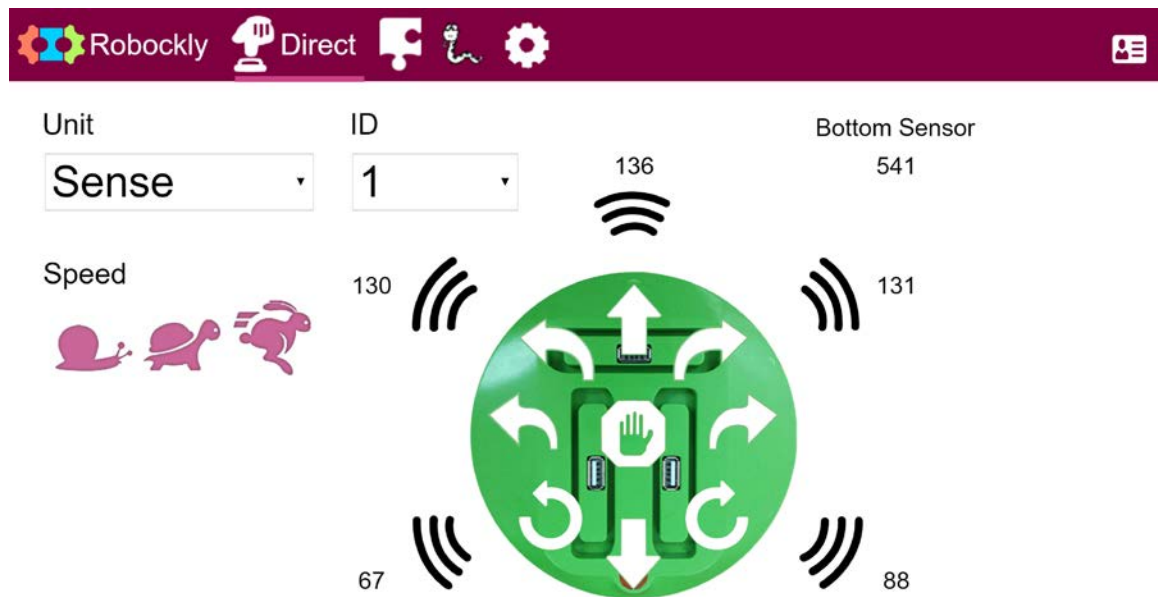 Robockly Direct
Unit
ID
Bottom Sensor
Sense
1
136
541
Speed
130
131
67
88